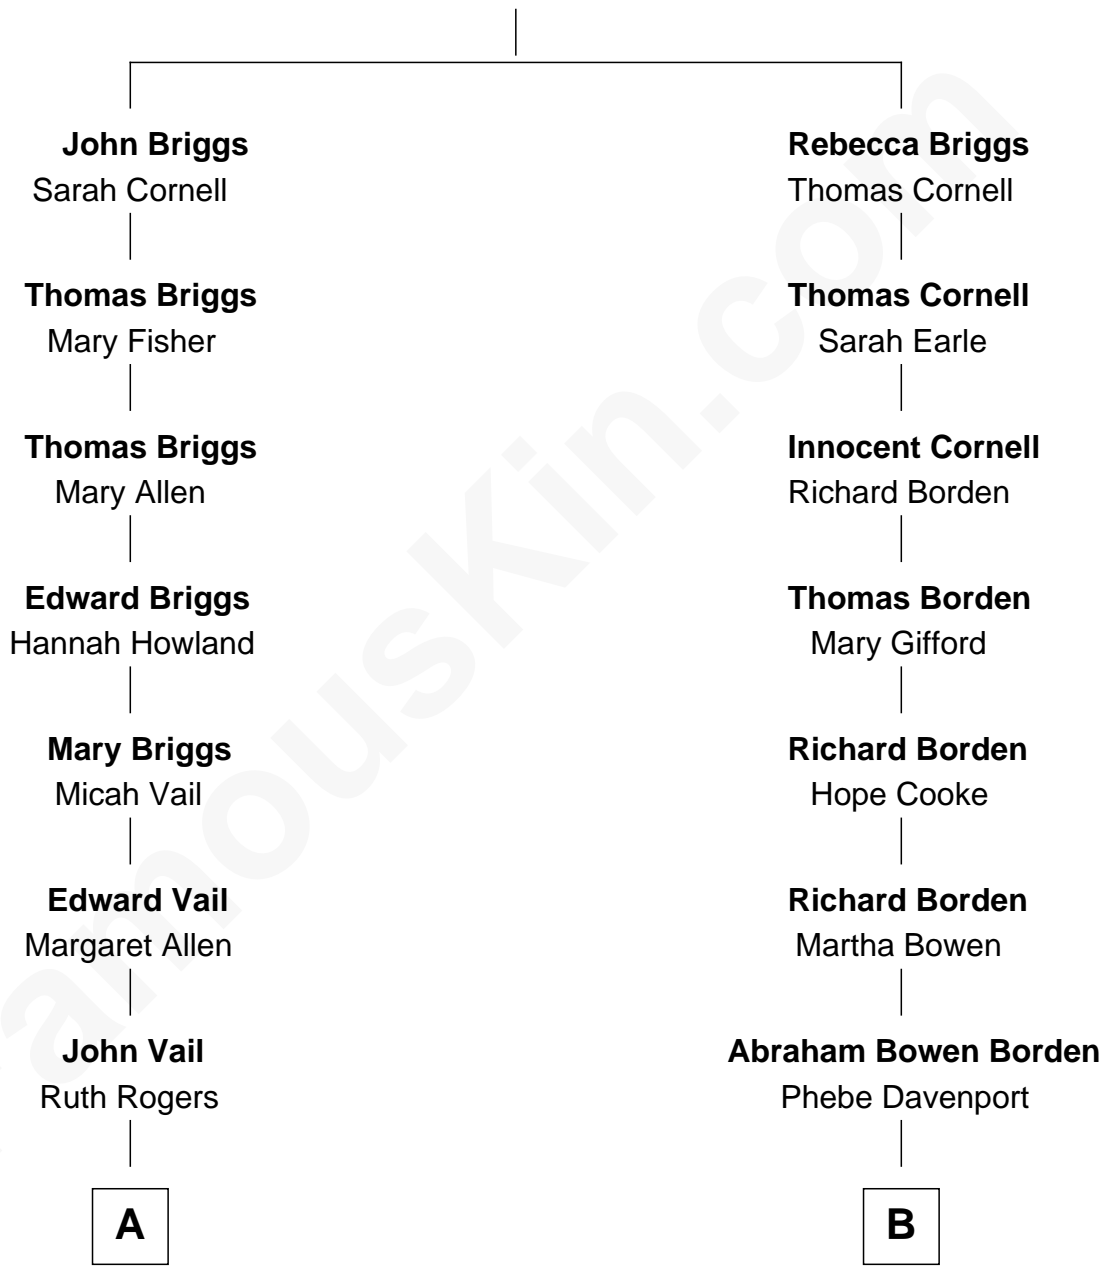 John Briggs
Sarah Cornell
Rebecca Briggs
Thomas Cornell
Thomas Briggs
Mary Fisher
Thomas Cornell
Sarah Earle
Thomas Briggs
Mary Allen
Innocent Cornell
Richard Borden
Edward Briggs
Hannah Howland
Thomas Borden
Mary Gifford
Mary Briggs
Micah Vail
Richard Borden
Hope Cooke
Edward Vail
Margaret Allen
Richard Borden
Martha Bowen
John Vail
Ruth Rogers
Abraham Bowen Borden
Phebe Davenport
A
B
amouskin.com